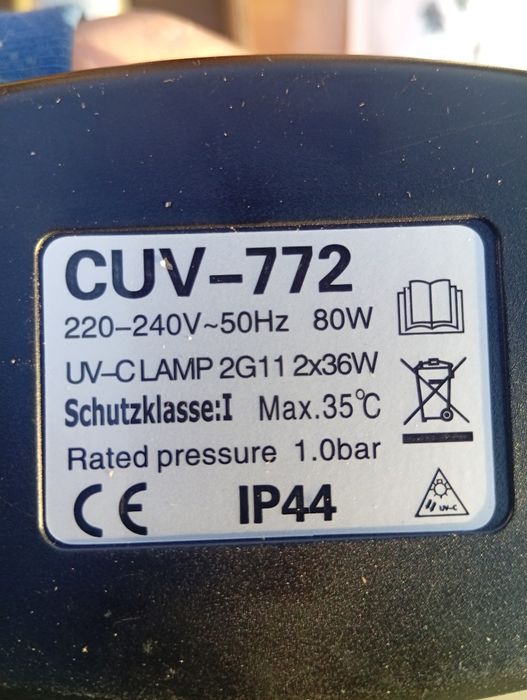 CUV-772
220-240V~50Hz 80W
UV-C LAMP 2G11 2x36W
Schutzklasse:I Max.35°C
Rated pressure 1.0bar
CE IP44
UV-C